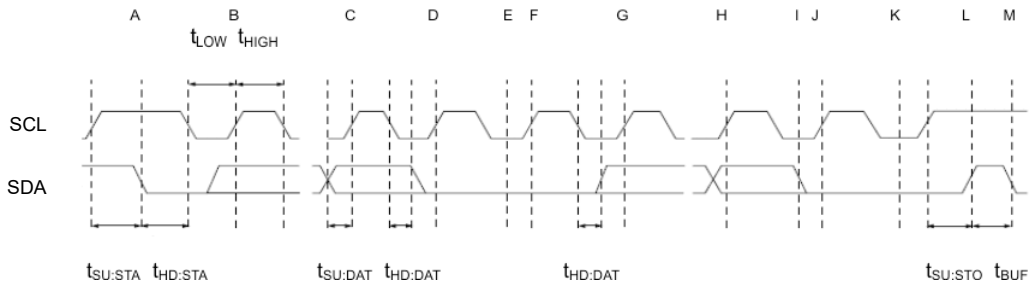 A B C D E F G H I J K L M
tLOW tHIGH
SCL
SDA
tSU:STA tHD:STA tSU:DAT tHD:DAT tHD:DAT tSU:STO tBUF